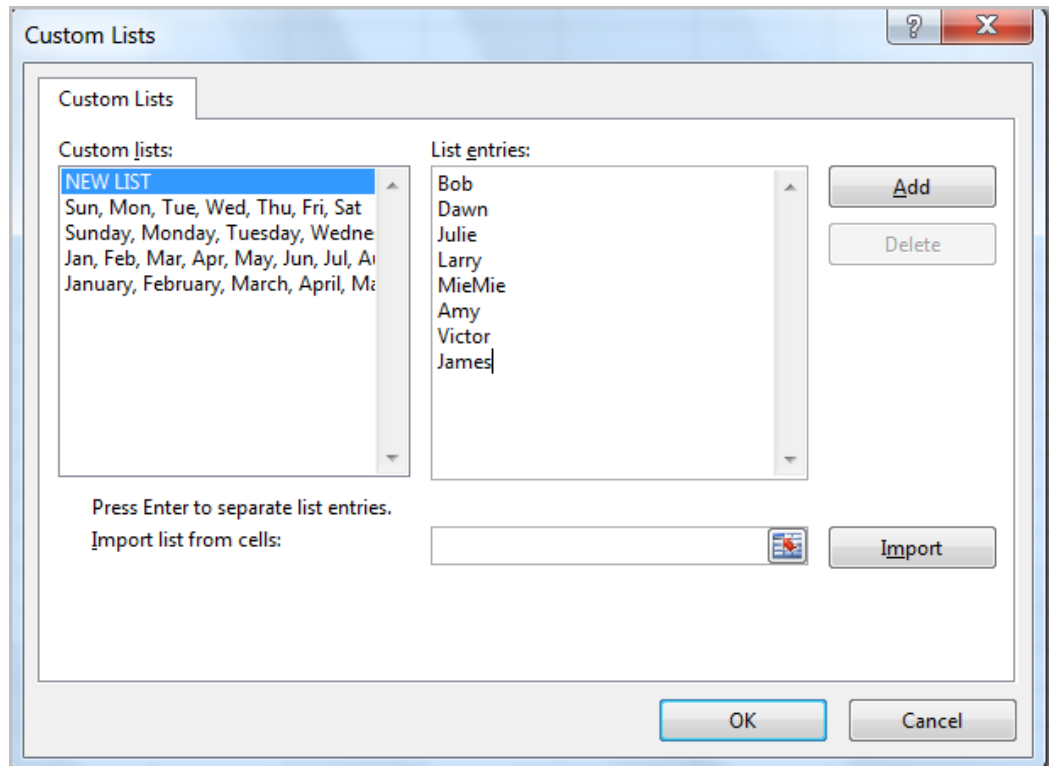 Custom Lists
Custom Lists
Custom lists:
NEW LIST
Sun, Mon, Tue, Wed, Thu, Fri, Sat
Sunday, Monday, Tuesday, Wedne
Jan, Feb, Mar, Apr, May, Jun, Jul, Au
January, February, March, April, Ma
List entries:
Bob
Dawn
Julie
Larry
MieMie
Amy
Victor
James
Add
Delete
Press Enter to separate list entries.
Import list from cells:
Import
OK
Cancel